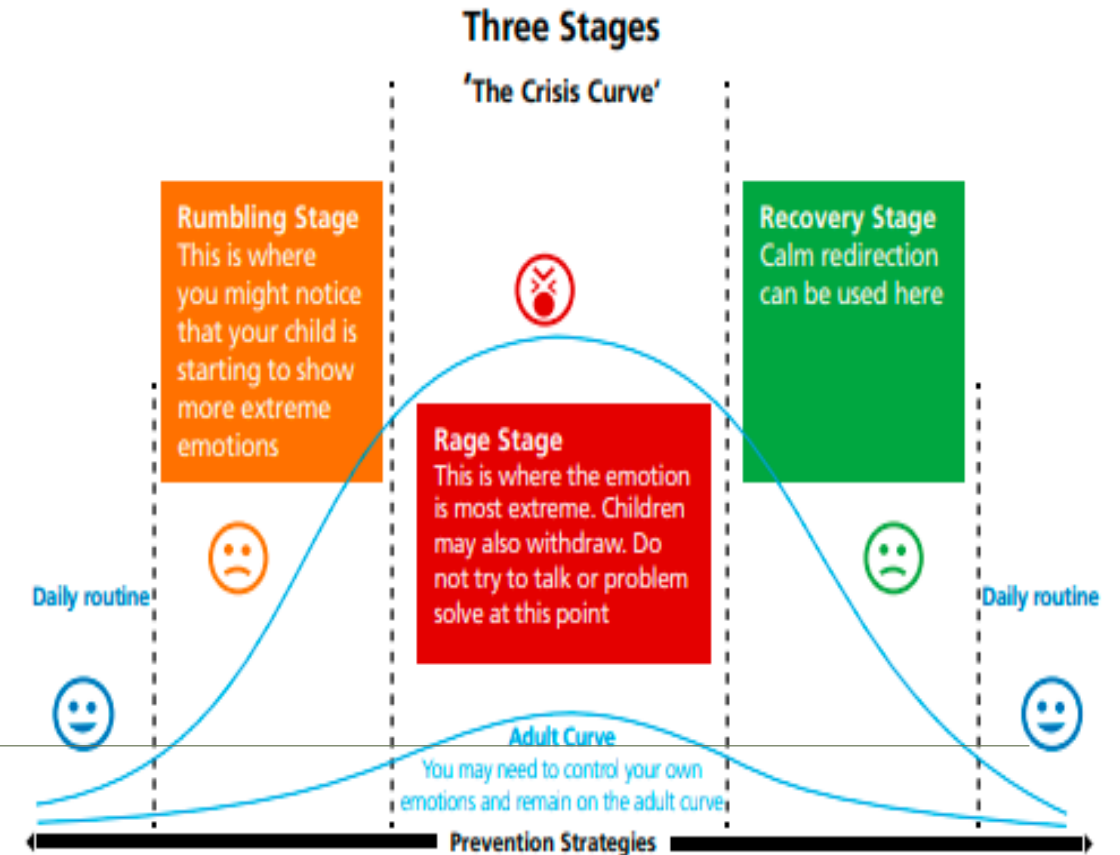 Three Stages
‘The Crisis Curve’
Rumbling Stage
This is where
you might notice
that your child is
starting to show
more extreme
emotions
Rage Stage
This is where the emotion
is most extreme. Children
may also withdraw. Do
not try to talk or problem
solve at this point
Recovery Stage
Calm redirection
can be used here
Daily routine
Daily routine
Adult Curve
You may need to control your own
emotions and remain on the adult curve
Prevention Strategies